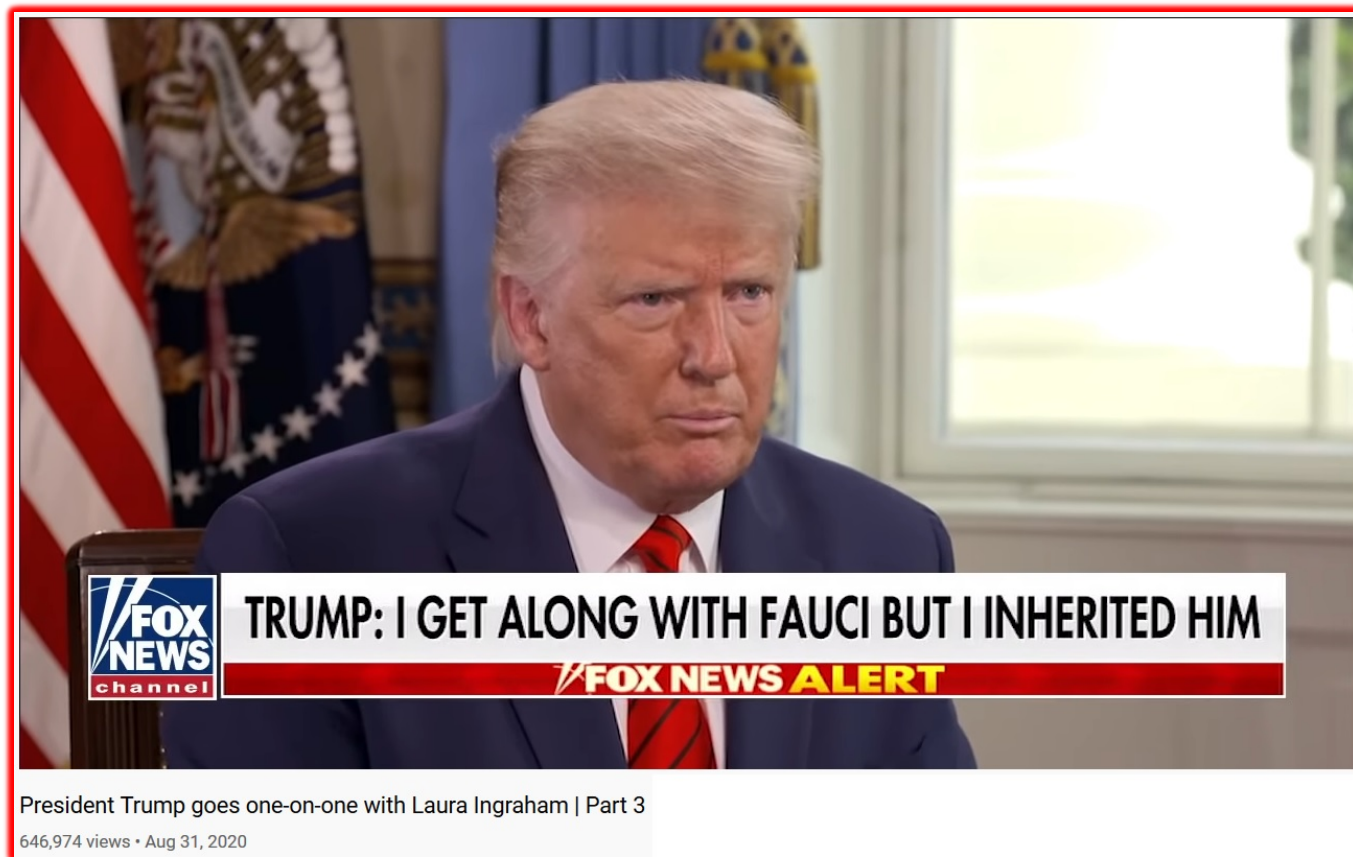 TRUMP: I GET ALONG WITH FAUCI BUT I INHERITED HIM
FOX
NEWS
channel
FOX NEWS ALERT
President Trump goes one-on-one with Laura Ingraham | Part 3
646,974 views • Aug 31, 2020